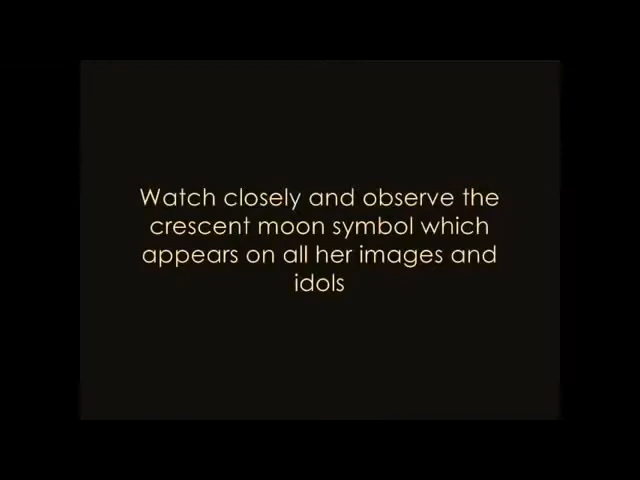 Watch closely and observe the
crescent moon symbol which
appears on all her images and
idols